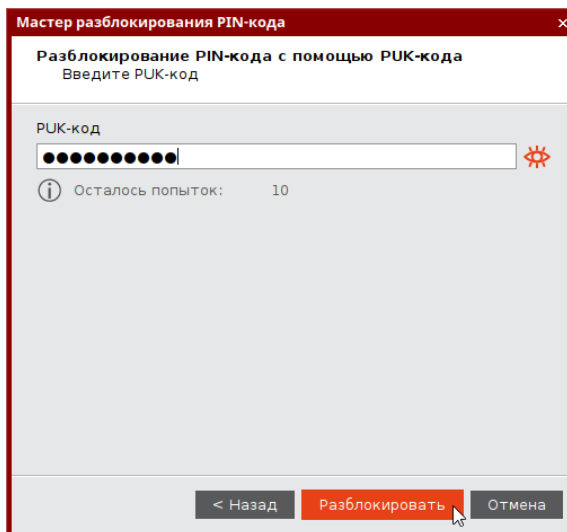 Мастер разблокирования PIN-кода
Разблокирование PIN-кода с помощью PUK-кода
Введите PUK-код
PUK-код
●●●●●●●●●●
Осталось попыток: 10
< Назад Разблокировать Отмена